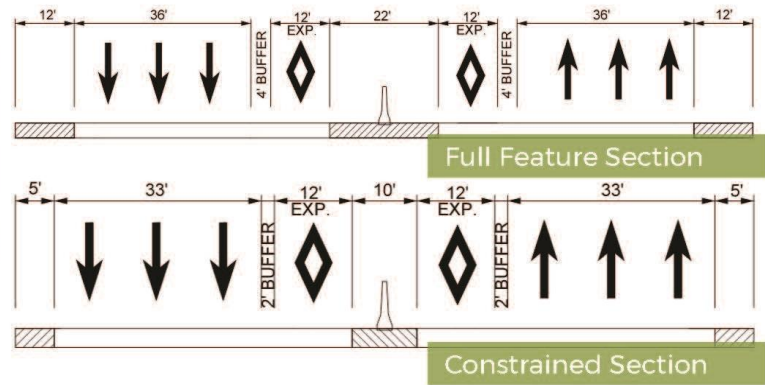 12' 36' 12' 22' 12' 36' 12'
EXP. EXP.
4' BUFFER 4' BUFFER
Full Feature Section
5' 33' 12' 10' 12' 33' 5'
EXP. EXP.
2' BUFFER 2' BUFFER
Constrained Section